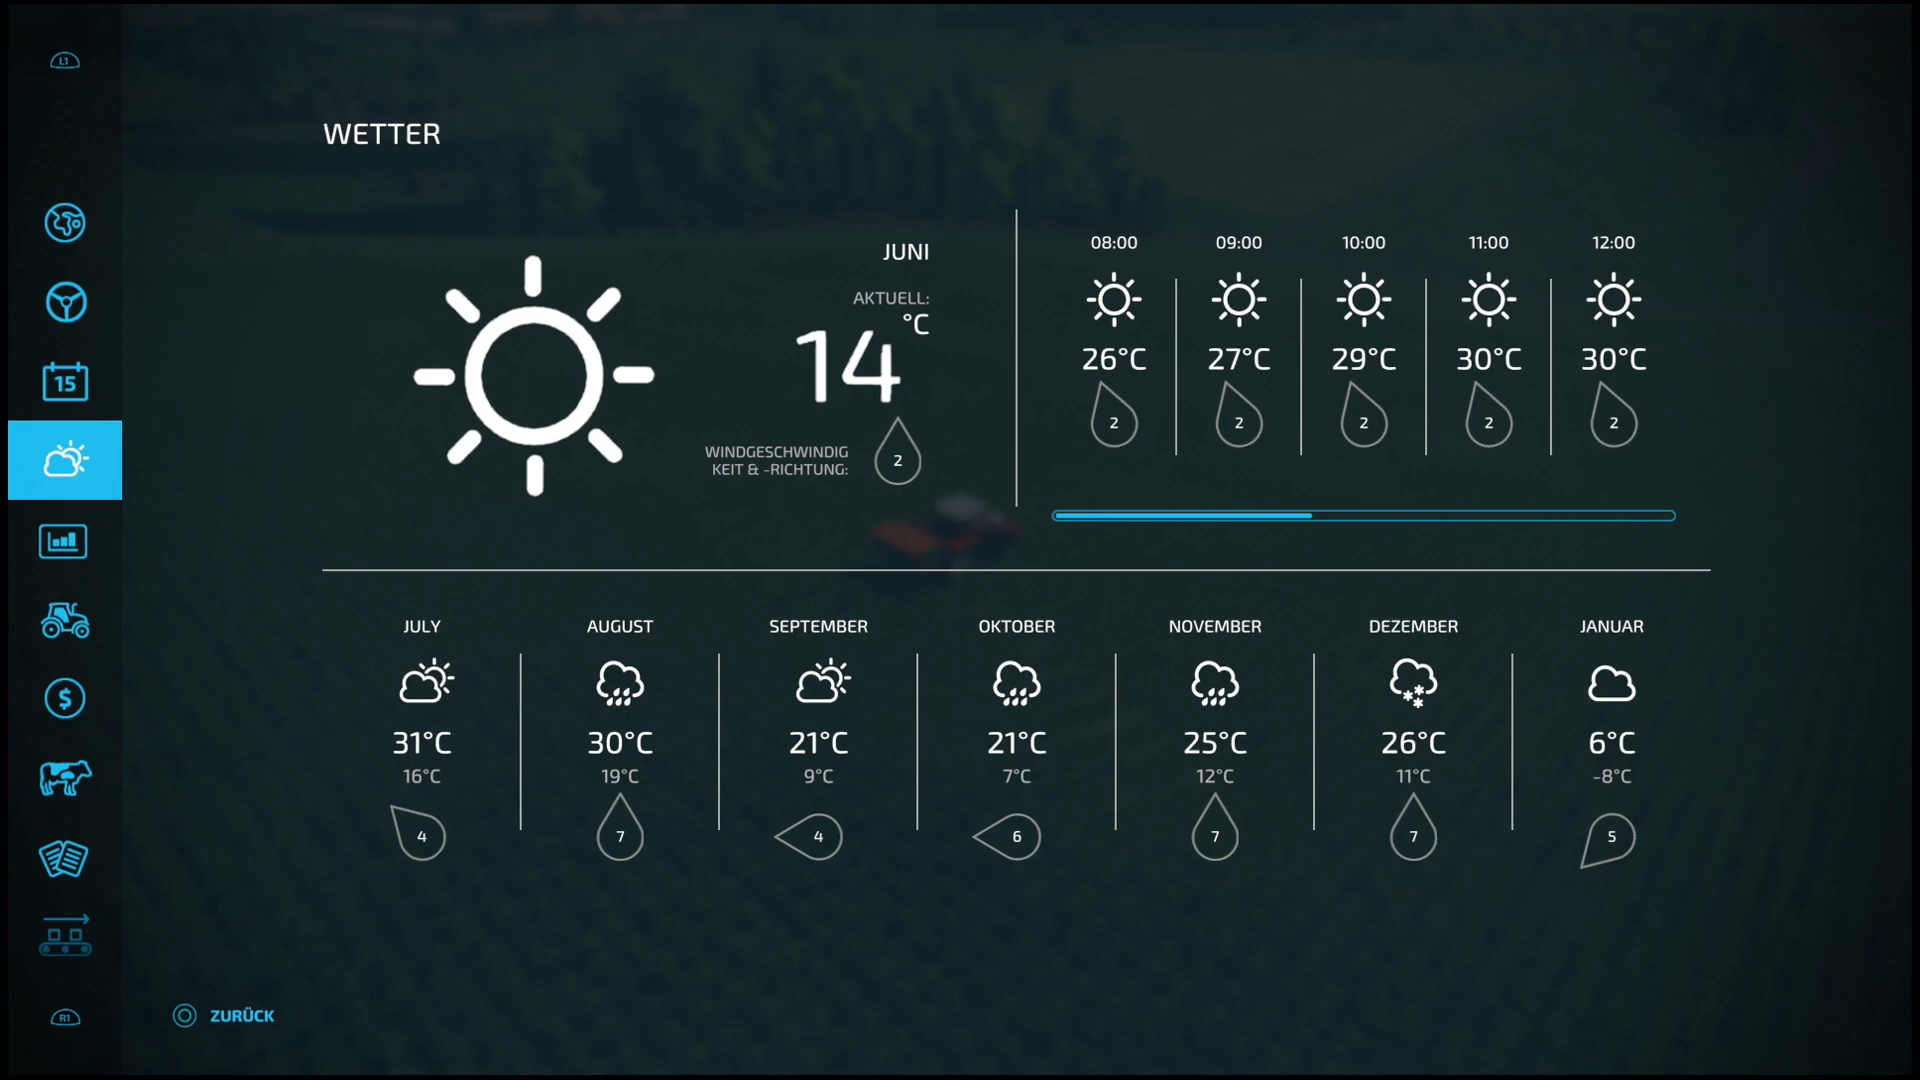 L1
WETTER
15
JUNI
AKTUELL:
°C
14
WINDGESCHWINDIG
KEIT & -RICHTUNG:
2
08:00 09:00 10:00 11:00 12:00
26°C 27°C 29°C 30°C 30°C
2 2 2 2 2
$
JULY AUGUST SEPTEMBER OKTOBER NOVEMBER DEZEMBER JANUAR
31°C 30°C 21°C 21°C 25°C 26°C 6°C
16°C 19°C 9°C 7°C 12°C 11°C -8°C
4 7 4 6 7 7 5
R1
ZURÜCK